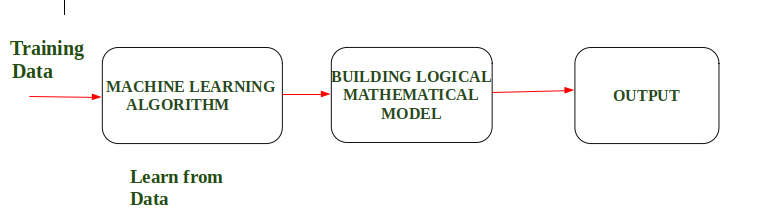 Training
Data
MACHINE LEARNING
ALGORITHM
BUILDING LOGICAL
MATHEMATICAL
MODEL
OUTPUT
Learn from
Data